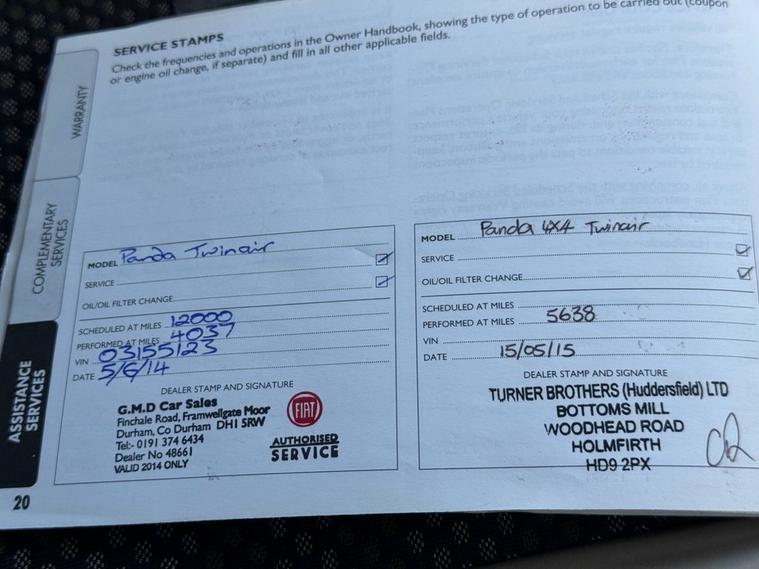 SERVICE STAMPS
Check the frequencies and operations in the Owner Handbook, showing the type of operation to be carried out (coupon
or engine oil change, if separate) and fill in all other applicable fields.
WARRANTY
COMPLEMENTARY
SERVICES
ASSISTANCE
SERVICES
MODEL Panda Twinair
SERVICE
OIL/OIL FILTER CHANGE
SCHEDULED AT MILES 12000
PERFORMED AT MILES 4037
VIN 03155123
DATE 5/6/14
DEALER STAMP AND SIGNATURE
G.M.D Car Sales
Finchale Road, Framwellgate Moor
Durham, Co Durham DH1 5RW
Tel:- 0191 374 6434
Dealer No 48661
VALID 2014 ONLY
FIAT
AUTHORISED
SERVICE
MODEL Panda 4X4 Twinair
SERVICE
OIL/OIL FILTER CHANGE
SCHEDULED AT MILES
PERFORMED AT MILES 5638
VIN
DATE 15/05/15
DEALER STAMP AND SIGNATURE
TURNER BROTHERS (Huddersfield) LTD
BOTTOMS MILL
WOODHEAD ROAD
HOLMFIRTH
HD9 2PX
20